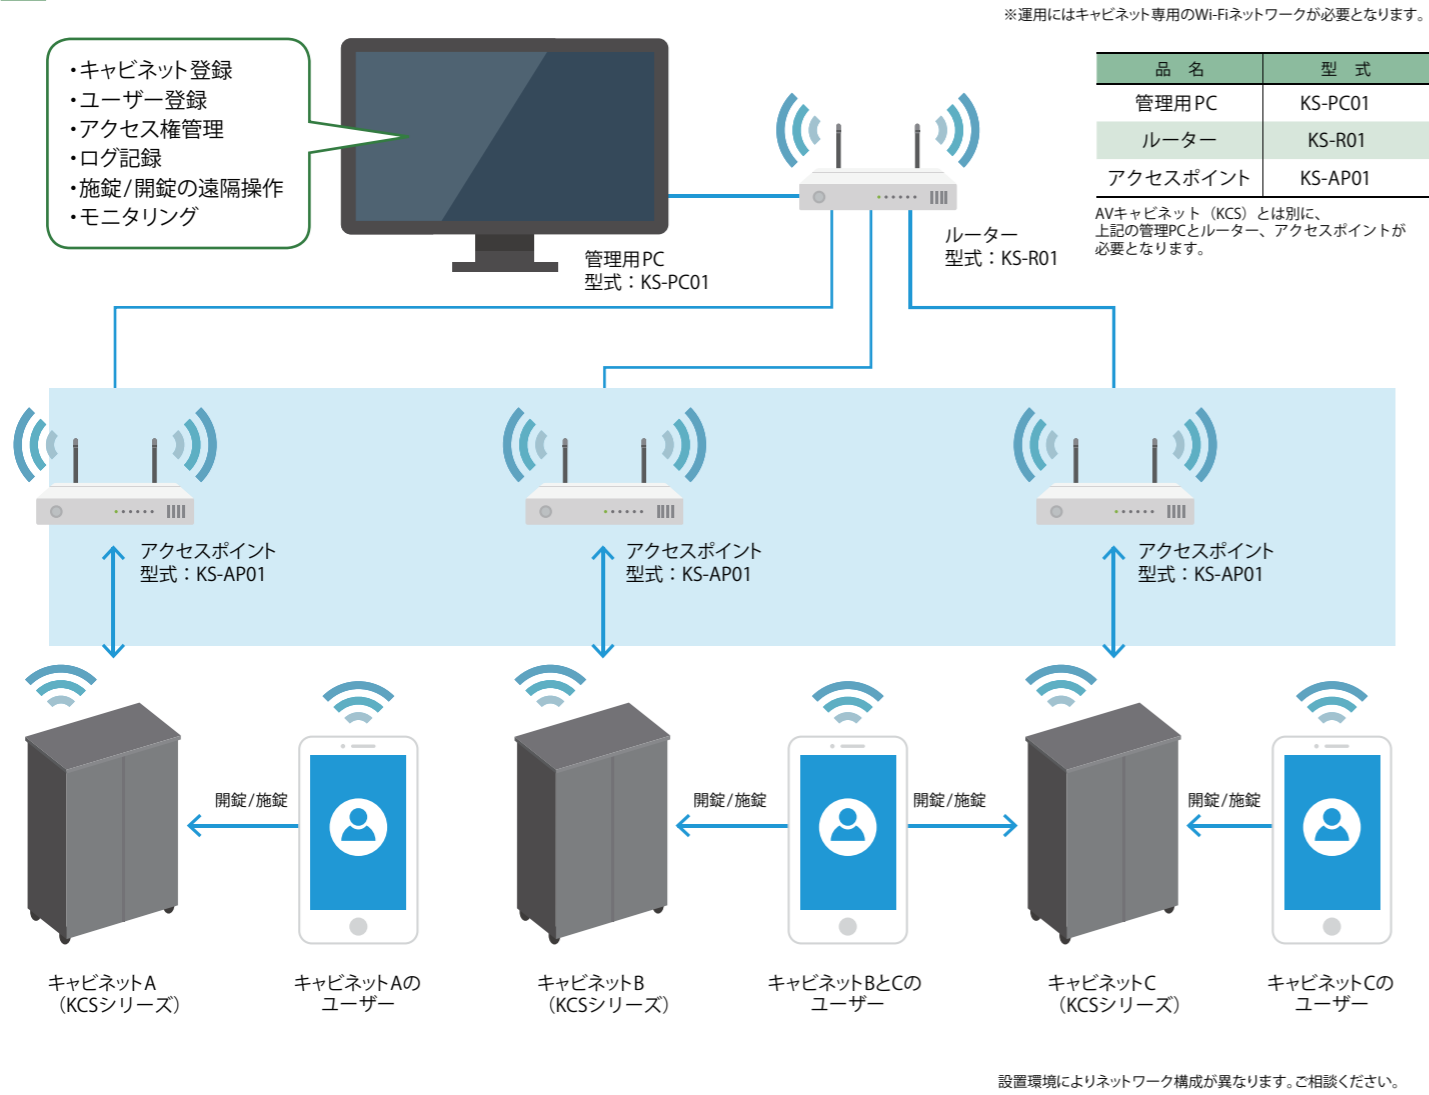 ※運用にはキャビネット専用のWi-Fiネットワークが必要となります。
・キャビネット登録
・ユーザー登録
・アクセス権管理
・ログ記録
・施錠/開錠の遠隔操作
・モニタリング
品 名 型 式
管理用PC KS-PC01
ルーター KS-R01
アクセスポイント KS-AP01
AVキャビネット（KCS）とは別に、
上記の管理PCとルーター、アクセスポイントが
必要となります。
管理用PC
型式：KS-PC01
ルーター
型式：KS-R01
アクセスポイント
型式：KS-AP01
アクセスポイント
型式：KS-AP01
アクセスポイント
型式：KS-AP01
開錠/施錠
開錠/施錠
開錠/施錠
開錠/施錠
キャビネットA
（KCSシリーズ）
キャビネットAの
ユーザー
キャビネットB
（KCSシリーズ）
キャビネットBとCの
ユーザー
キャビネットC
（KCSシリーズ）
キャビネットCの
ユーザー
設置環境によりネットワーク構成が異なります。ご相談ください。